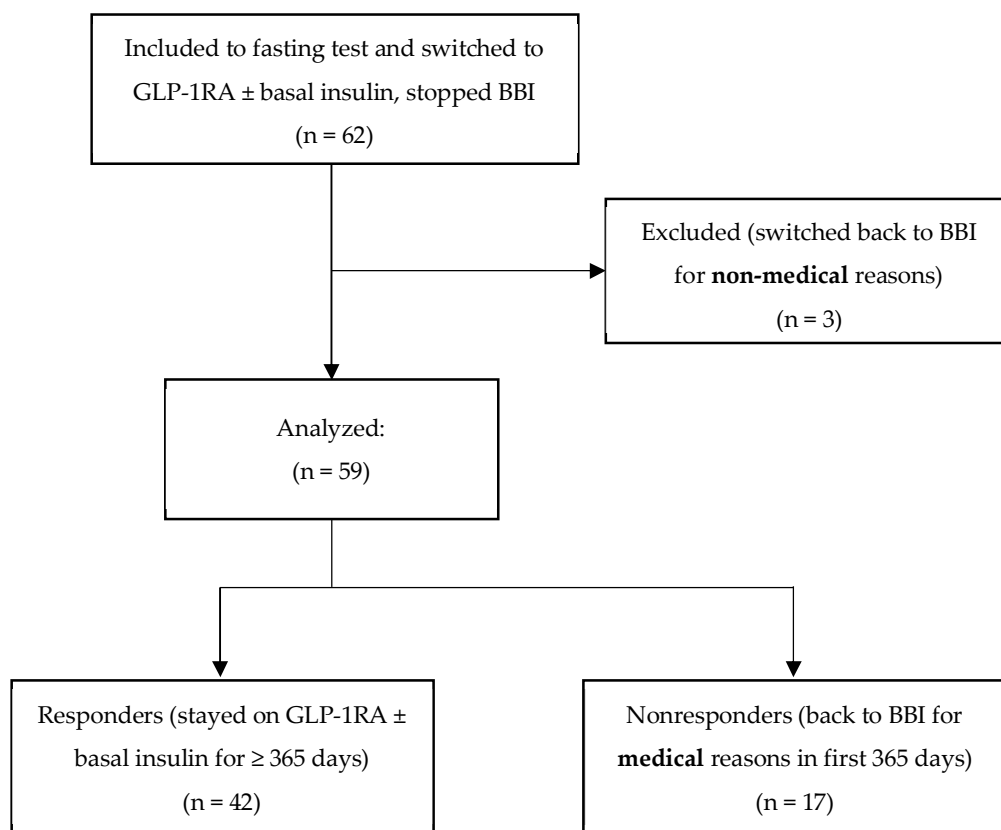 Included to fasting test and switched to
GLP-1RA ± basal insulin, stopped BBI
(n = 62)
Excluded (switched back to BBI
for non-medical reasons)
(n = 3)
Analyzed:
(n = 59)
Responders (stayed on GLP-1RA ±
basal insulin for ≥ 365 days)
(n = 42)
Nonresponders (back to BBI for
medical reasons in first 365 days)
(n = 17)